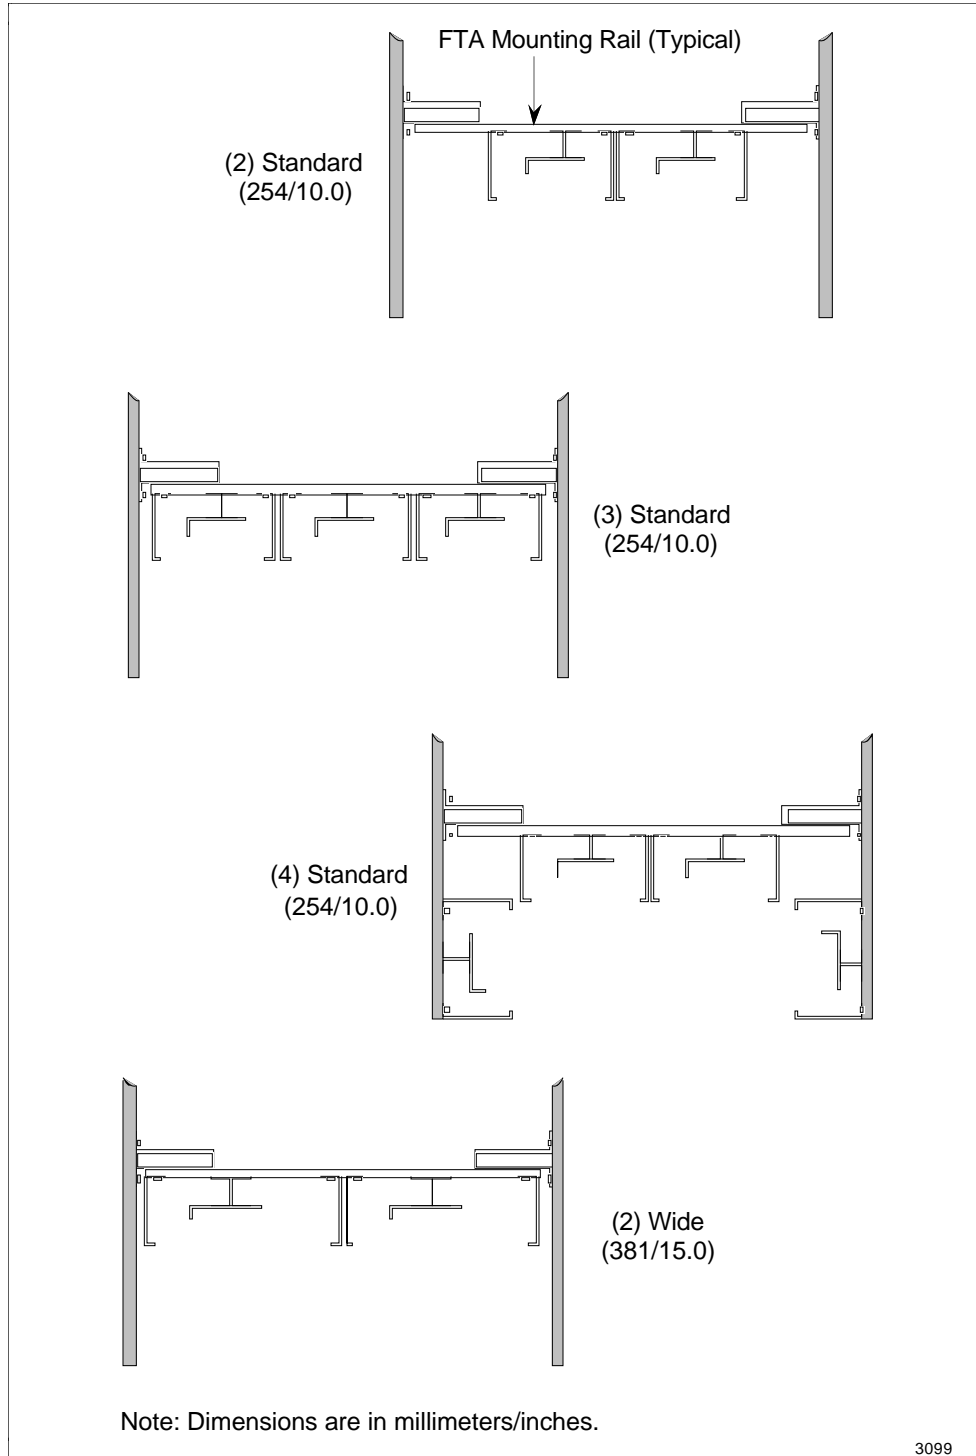 FTA Mounting Rail (Typical)
(2) Standard
(254/10.0)
(3) Standard
(254/10.0)
(4) Standard
(254/10.0)
(2) Wide
(381/15.0)
Note: Dimensions are in millimeters/inches.
3099